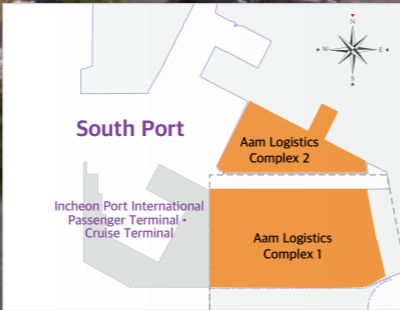 W
E
S
South Port
Aam Logistics
Complex 2
Incheon Port International
Passenger Terminal •
Cruise Terminal
Aam Logistics
Complex 1